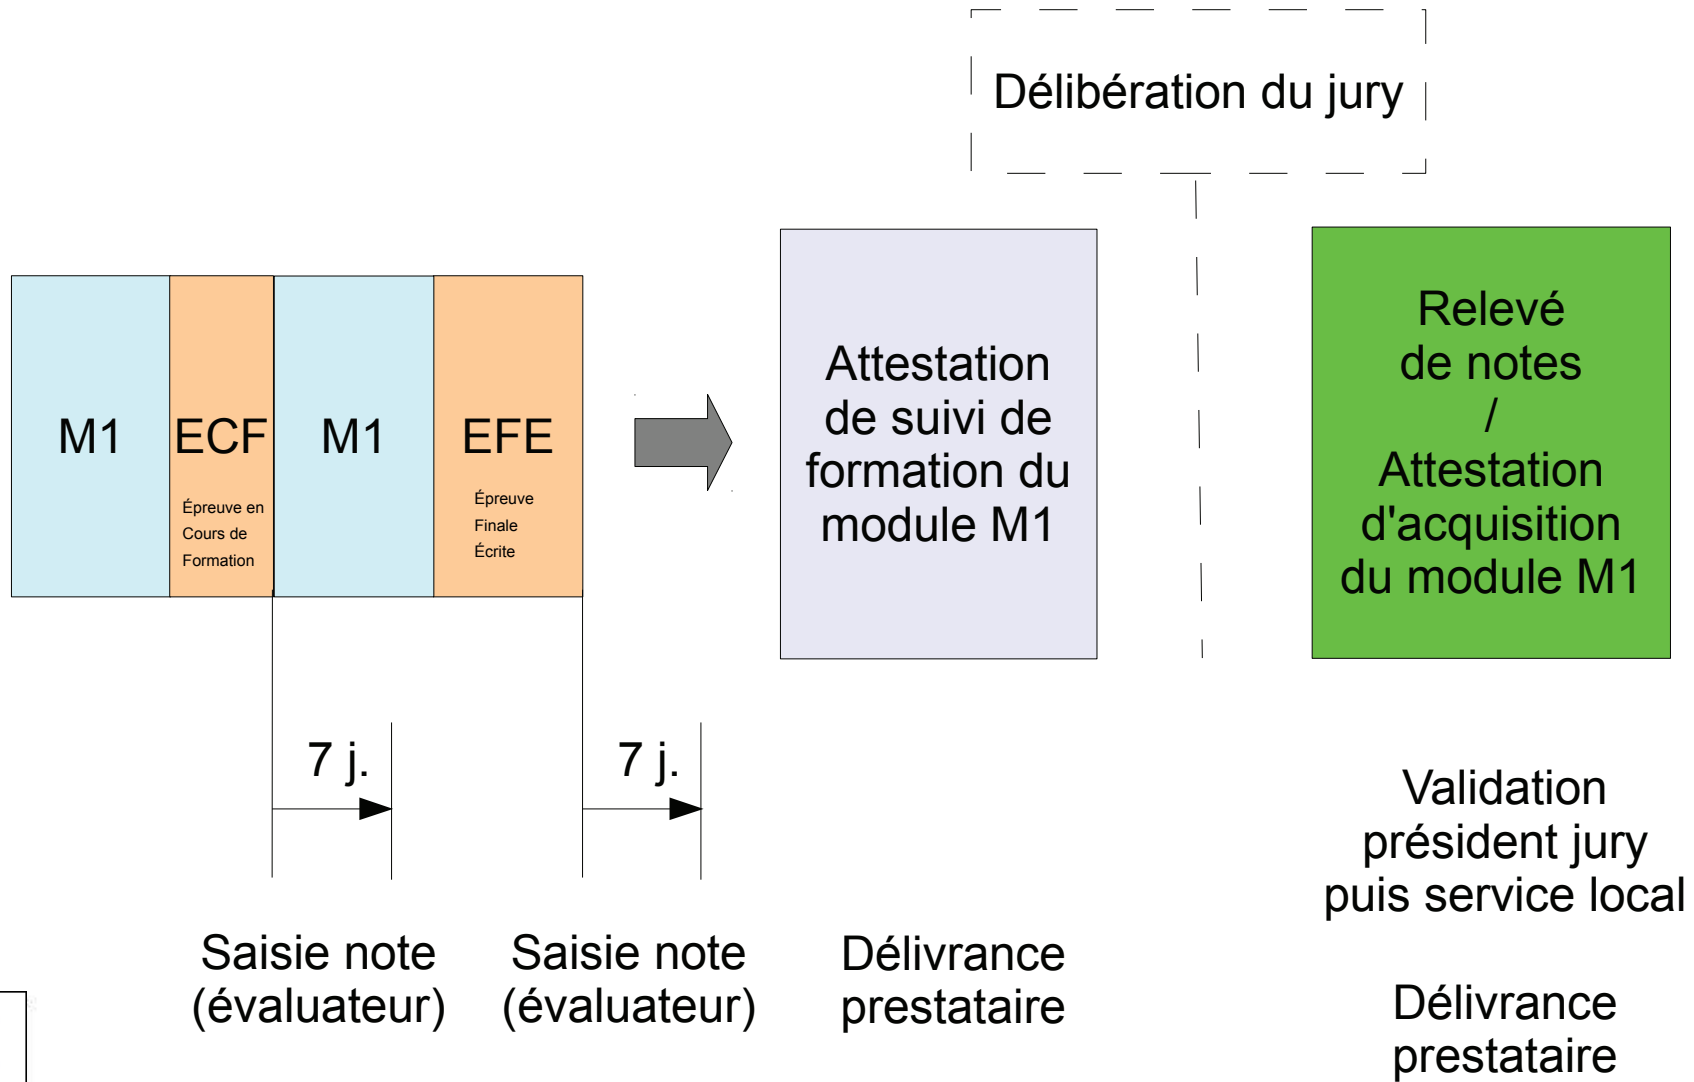 Délibération du jury
M1
ECF
Épreuve en
Cours de
Formation
M1
EFE
Épreuve
Finale
Écrite
Attestation
de suivi de
formation du
module M1
Relevé
de notes
/
Attestation
d'acquisition
du module M1
7 j.
7 j.
Saisie note
(évaluateur)
Saisie note
(évaluateur)
Délivrance
prestataire
Validation
président jury
puis service local
Délivrance
prestataire